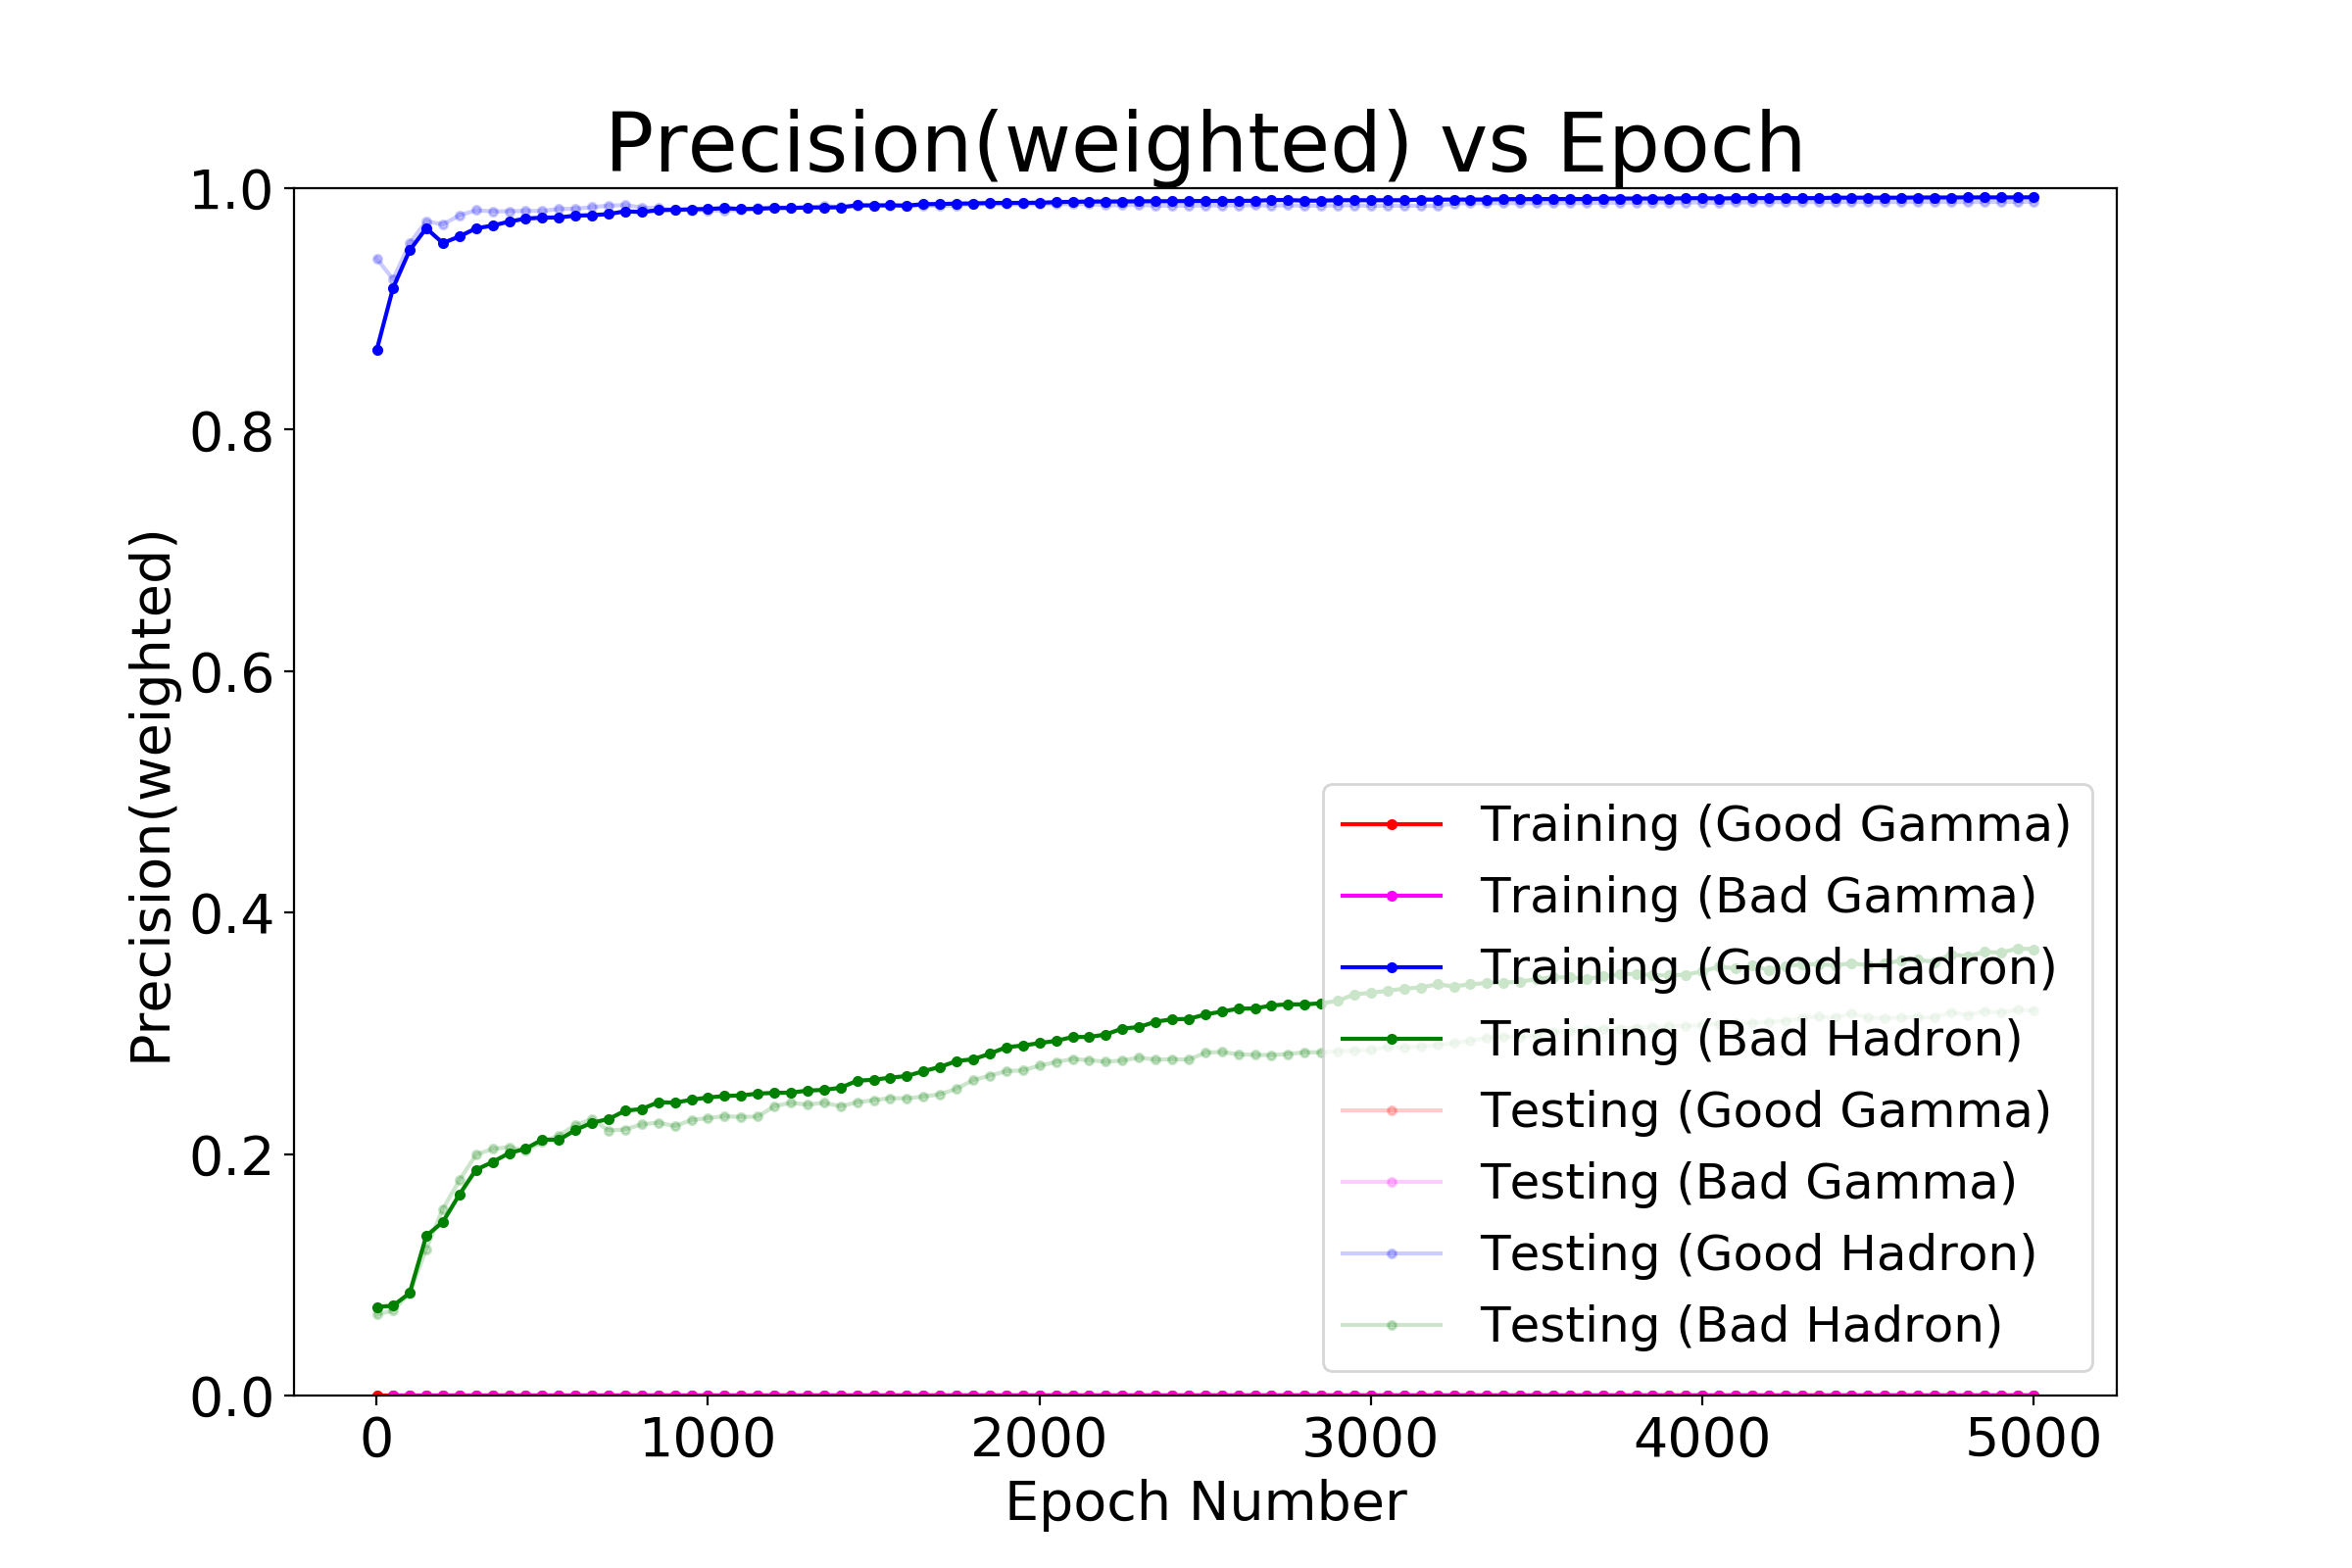 Precision(weighted) vs Epoch
Precision(weighted)
1.0
0.8
0.6
0.4
0.2
0.0
0 1000 2000 3000 4000 5000
Epoch Number
Training (Good Gamma)
Training (Bad Gamma)
Training (Good Hadron)
Training (Bad Hadron)
Testing (Good Gamma)
Testing (Bad Gamma)
Testing (Good Hadron)
Testing (Bad Hadron)